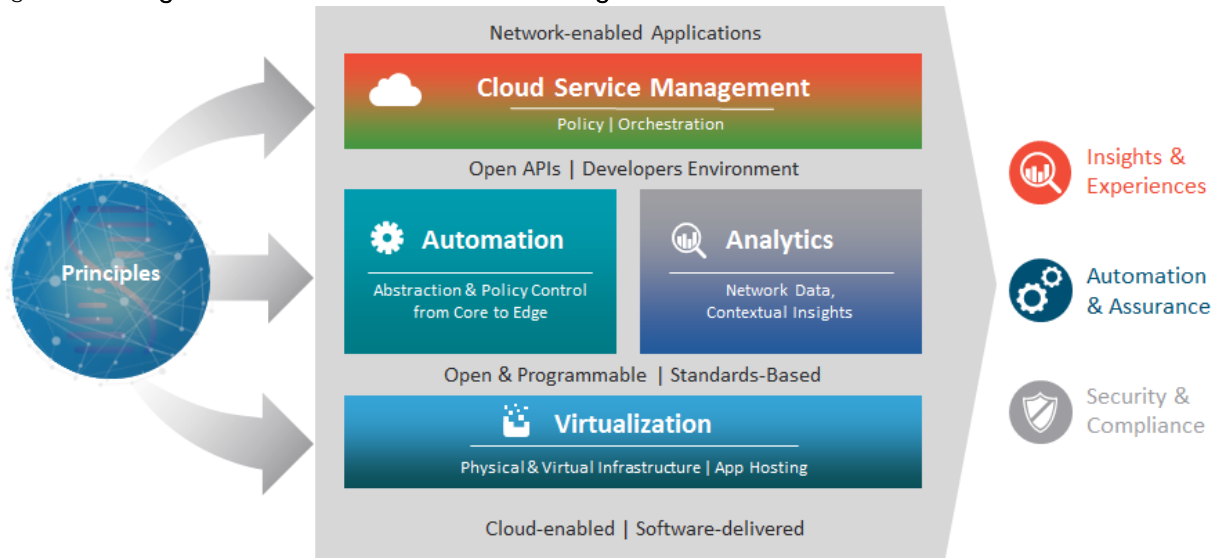 Network-enabled Applications
Cloud Service Management
Policy | Orchestration
Open APIs | Developers Environment
Automation
Abstraction & Policy Control
from Core to Edge
Analytics
Network Data,
Contextual Insights
Open & Programmable | Standards-Based
Virtualization
Physical & Virtual Infrastructure | App Hosting
Cloud-enabled | Software-delivered
Principles
Insights &
Experiences
Automation
& Assurance
Security &
Compliance